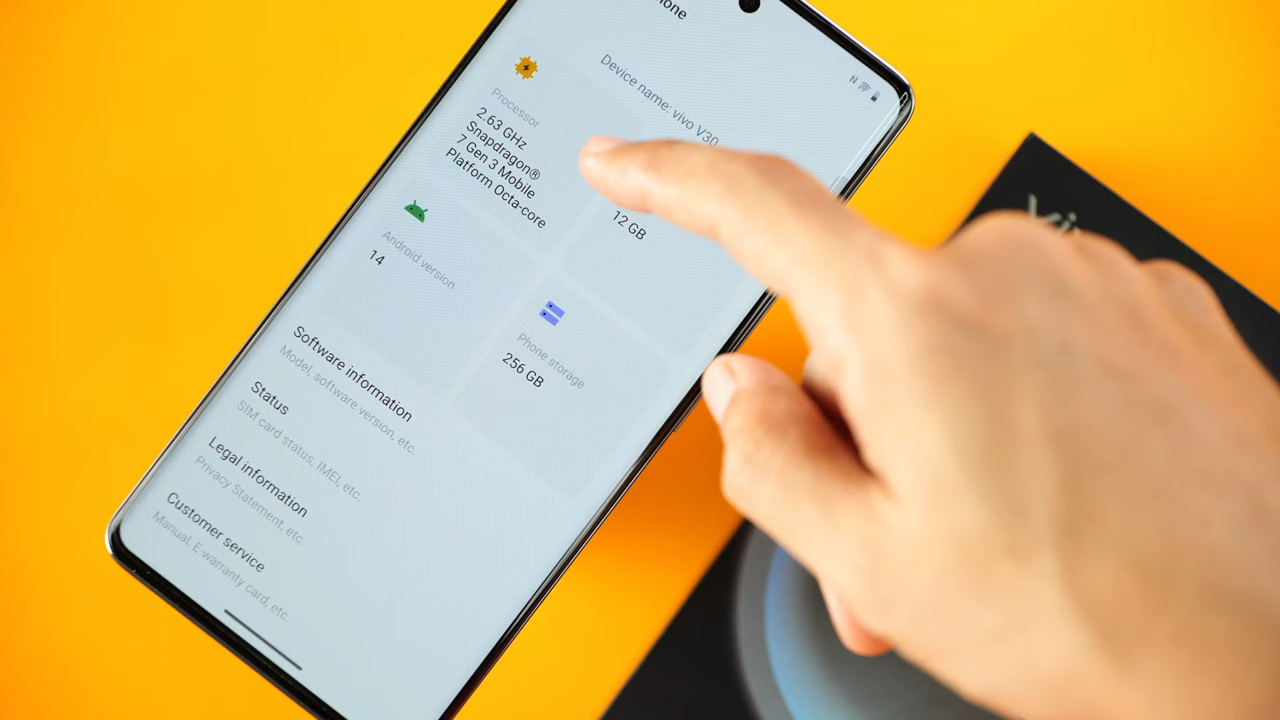 one
N
Device name: vivo V30
Processor
2.63 GHz
Snapdragon®
7 Gen 3 Mobile
Platform Octa-core
12 GB
Android version
14
Phone storage
256 GB
Software information
Model, software version, etc.
Status
SIM card status, IMEI, etc.
Legal information
Privacy Statement, etc.
Customer service
Manual, E-warranty card, etc.